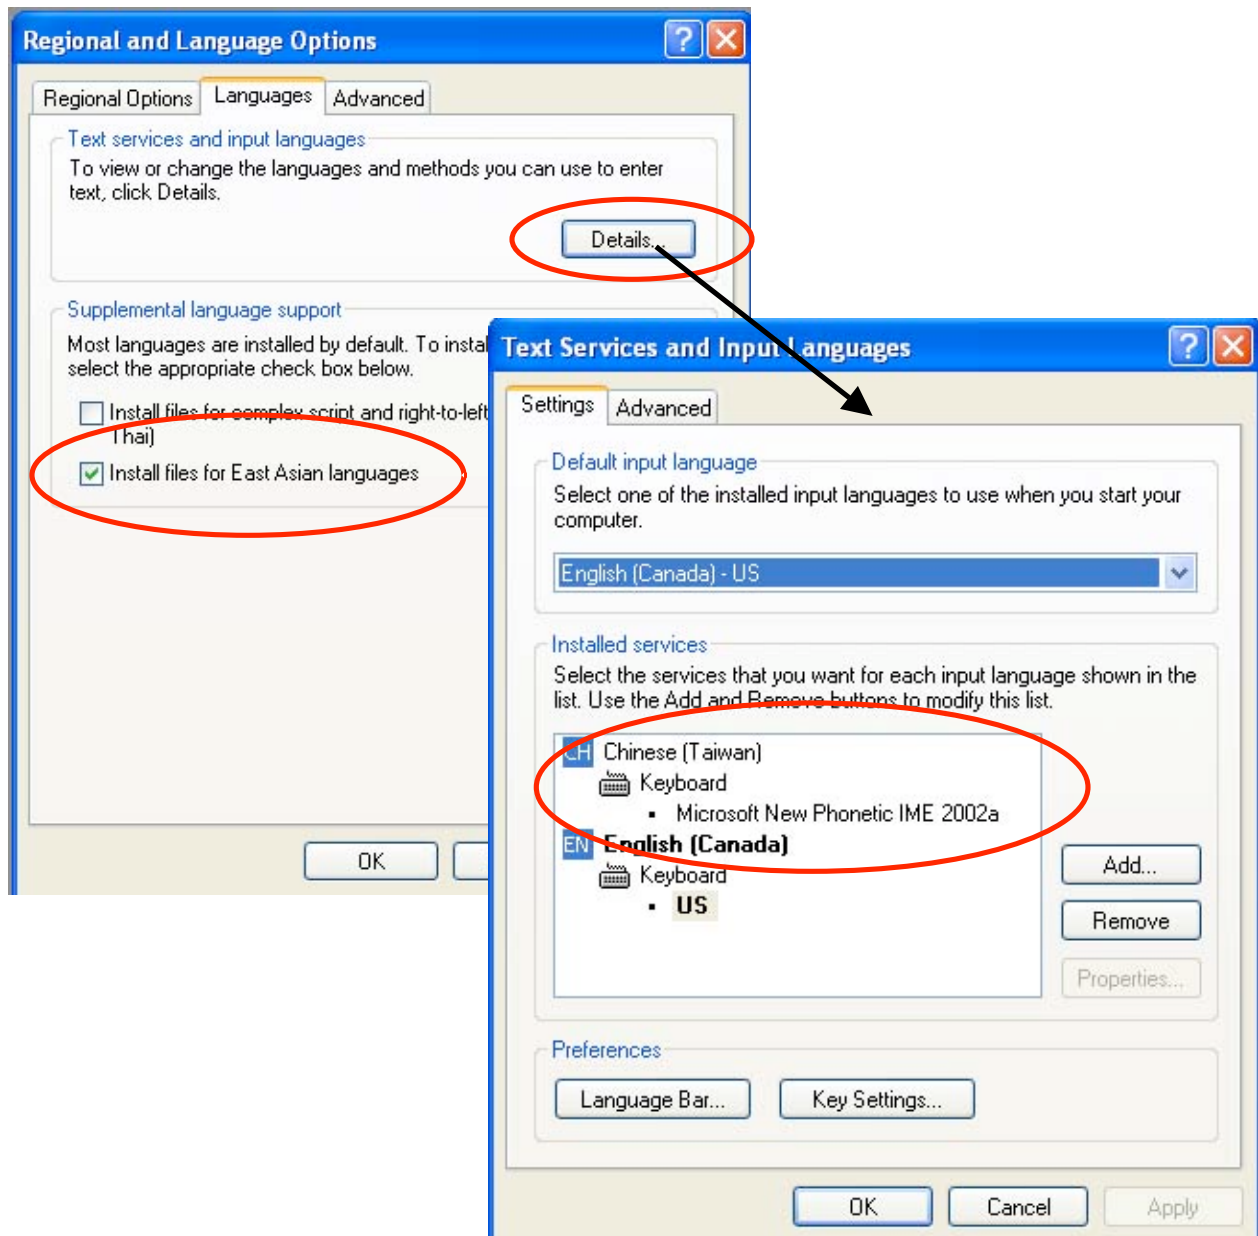 Regional and Language Options
Regional Options Languages Advanced
Text services and input languages
To view or change the languages and methods you can use to enter
text, click Details.
Details...
Supplemental language support
Most languages are installed by default. To instal
select the appropriate check box below.
Install files for complex script and right-to-left
Thai)
Install files for East Asian languages
OK
Text Services and Input Languages
Settings Advanced
Default input language
Select one of the installed input languages to use when you start your
computer.
English (Canada) - US
Installed services
Select the services that you want for each input language shown in the
list. Use the Add and Remove buttons to modify this list.
CH Chinese (Taiwan)
Keyboard
▪ Microsoft New Phonetic IME 2002a
EN English (Canada)
Keyboard
▪ US
Add...
Remove
Properties...
Preferences
Language Bar... Key Settings...
OK Cancel Apply